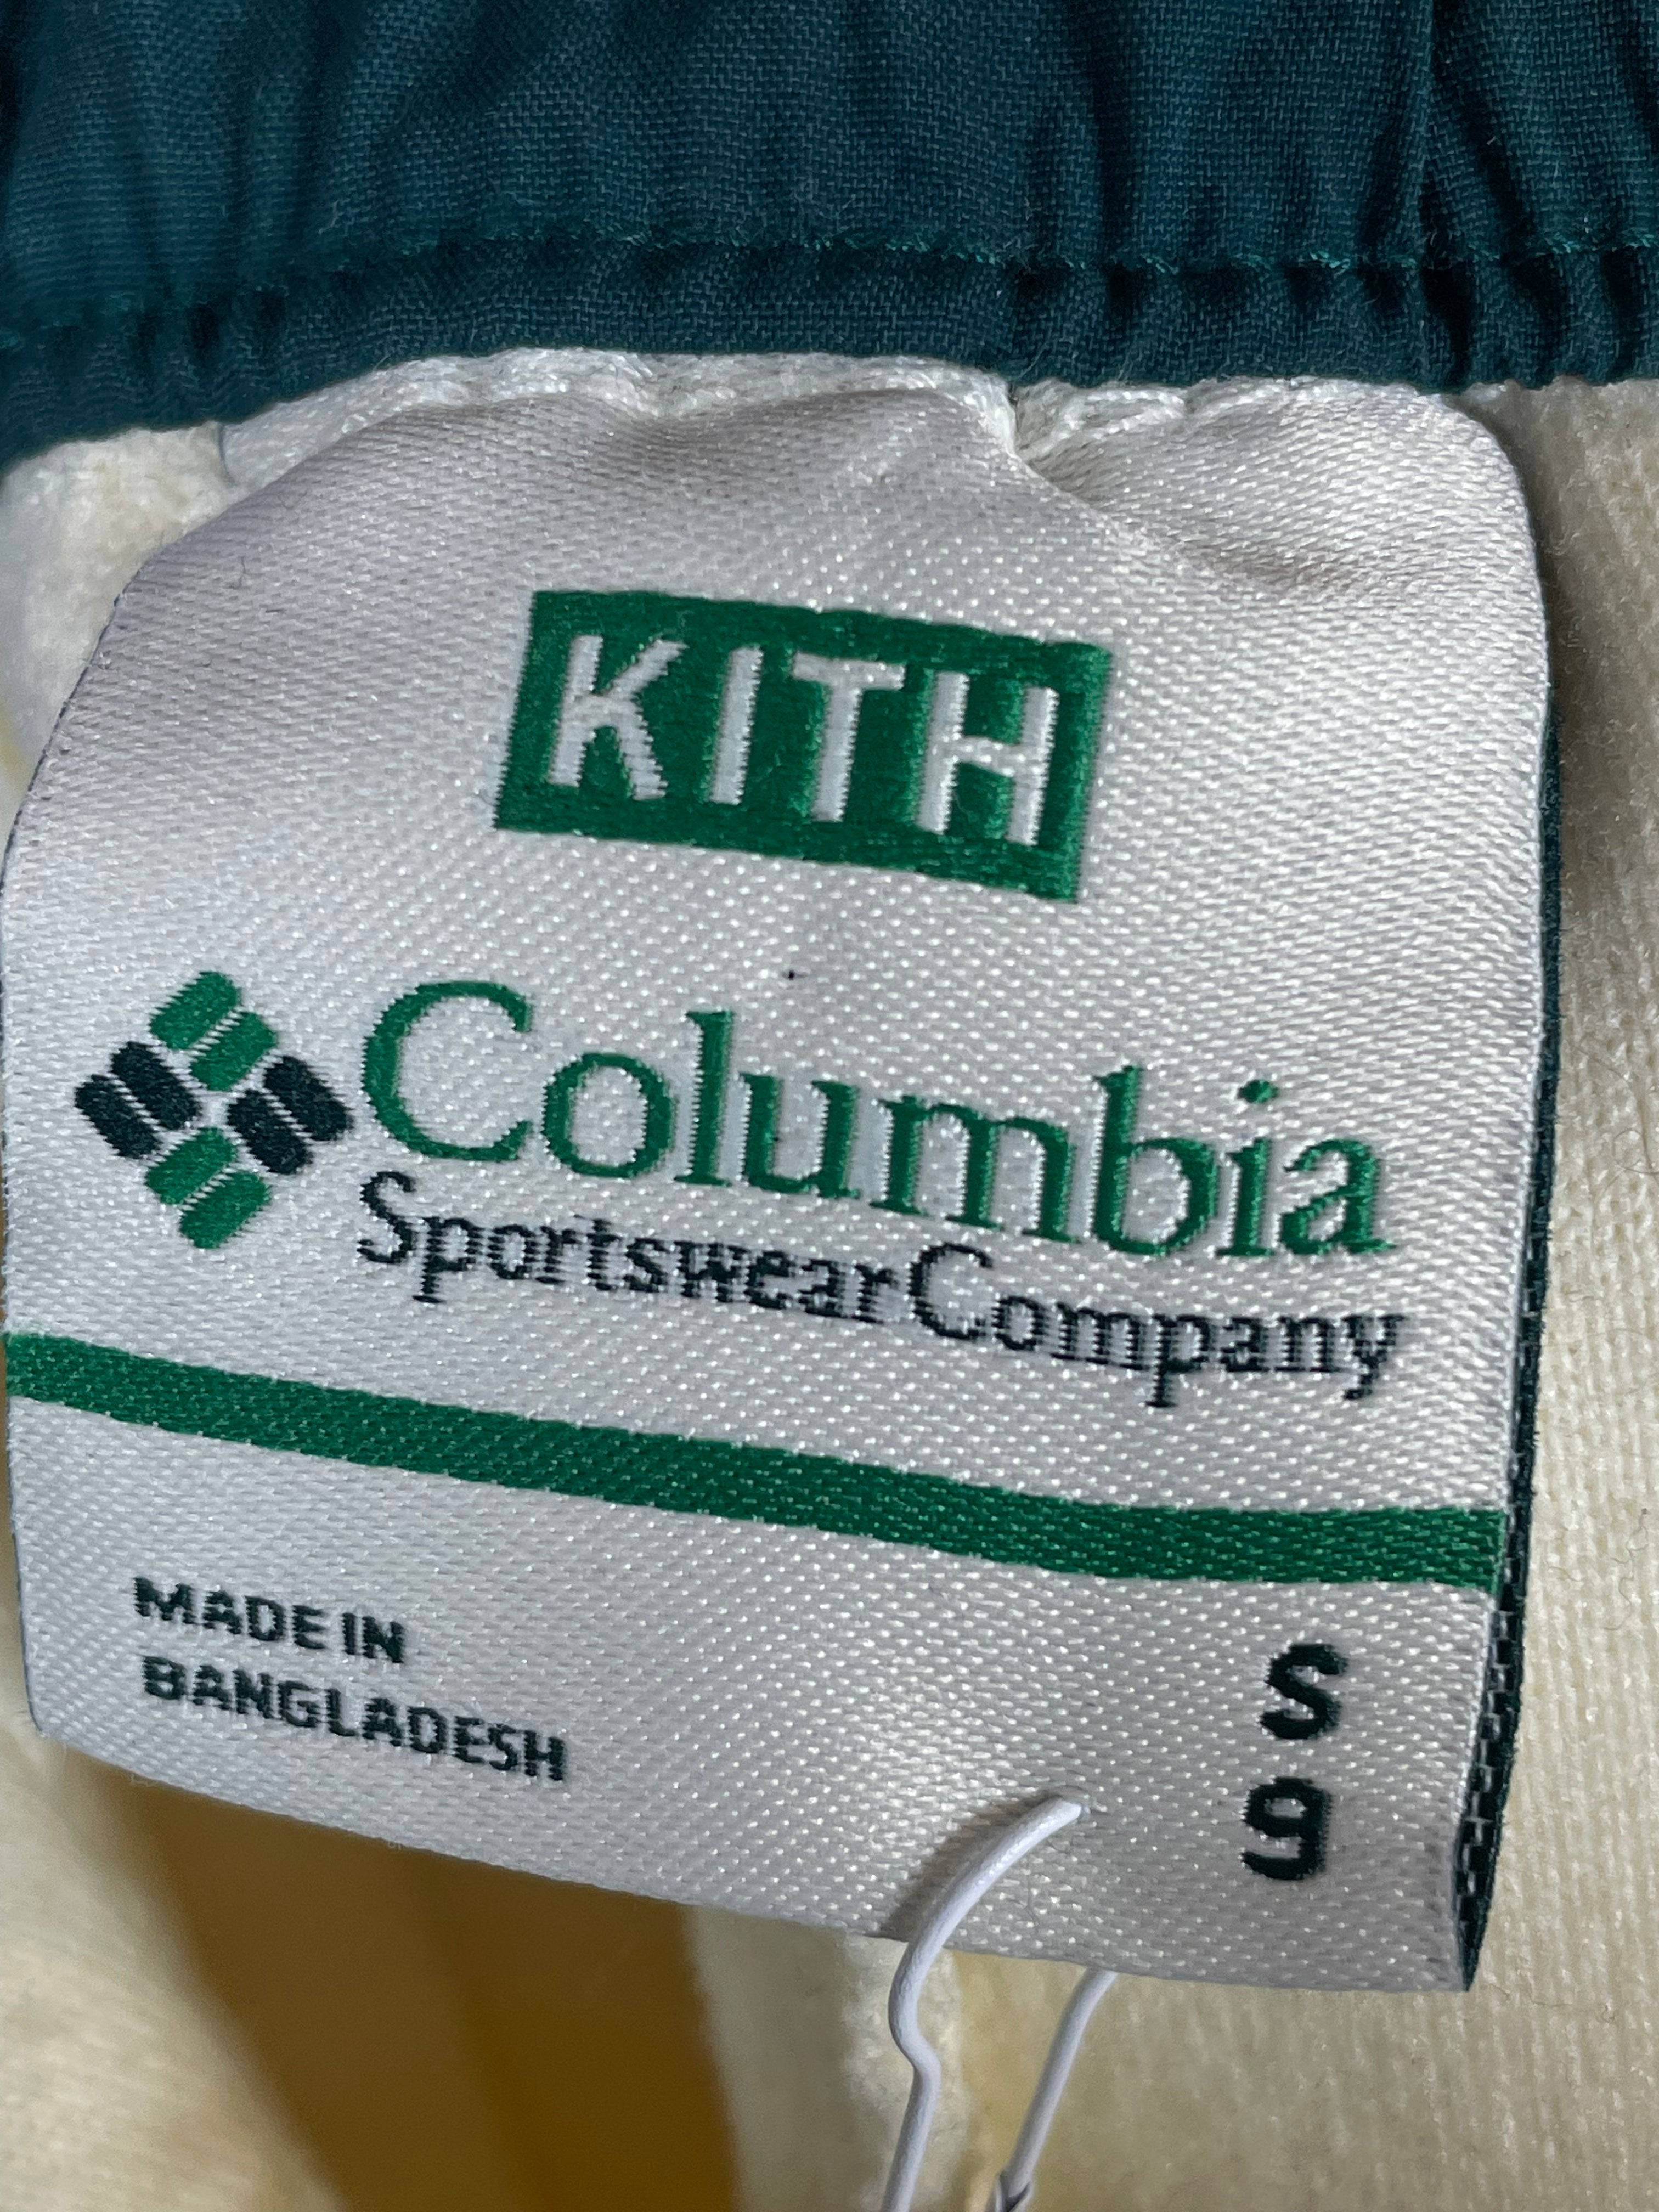 KITH
Columbia
Sportswear Company
MADE IN
BANGLADESH
S
9